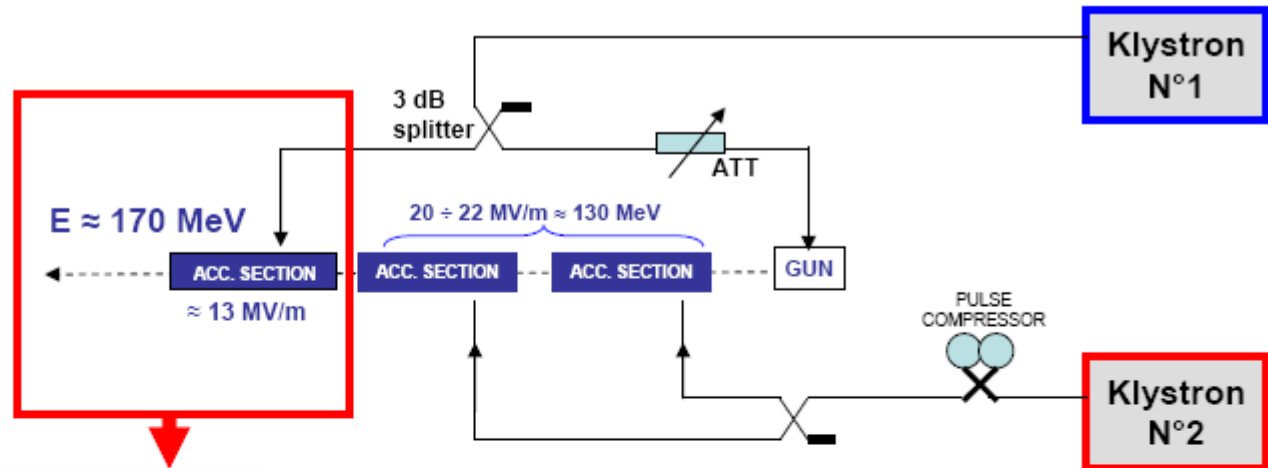 Klystron
N°1
3 dB
splitter
ATT
E ≈ 170 MeV
20 ÷ 22 MV/m ≈ 130 MeV
ACC. SECTION
ACC. SECTION
ACC. SECTION
GUN
≈ 13 MV/m
PULSE
COMPRESSOR
Klystron
N°2